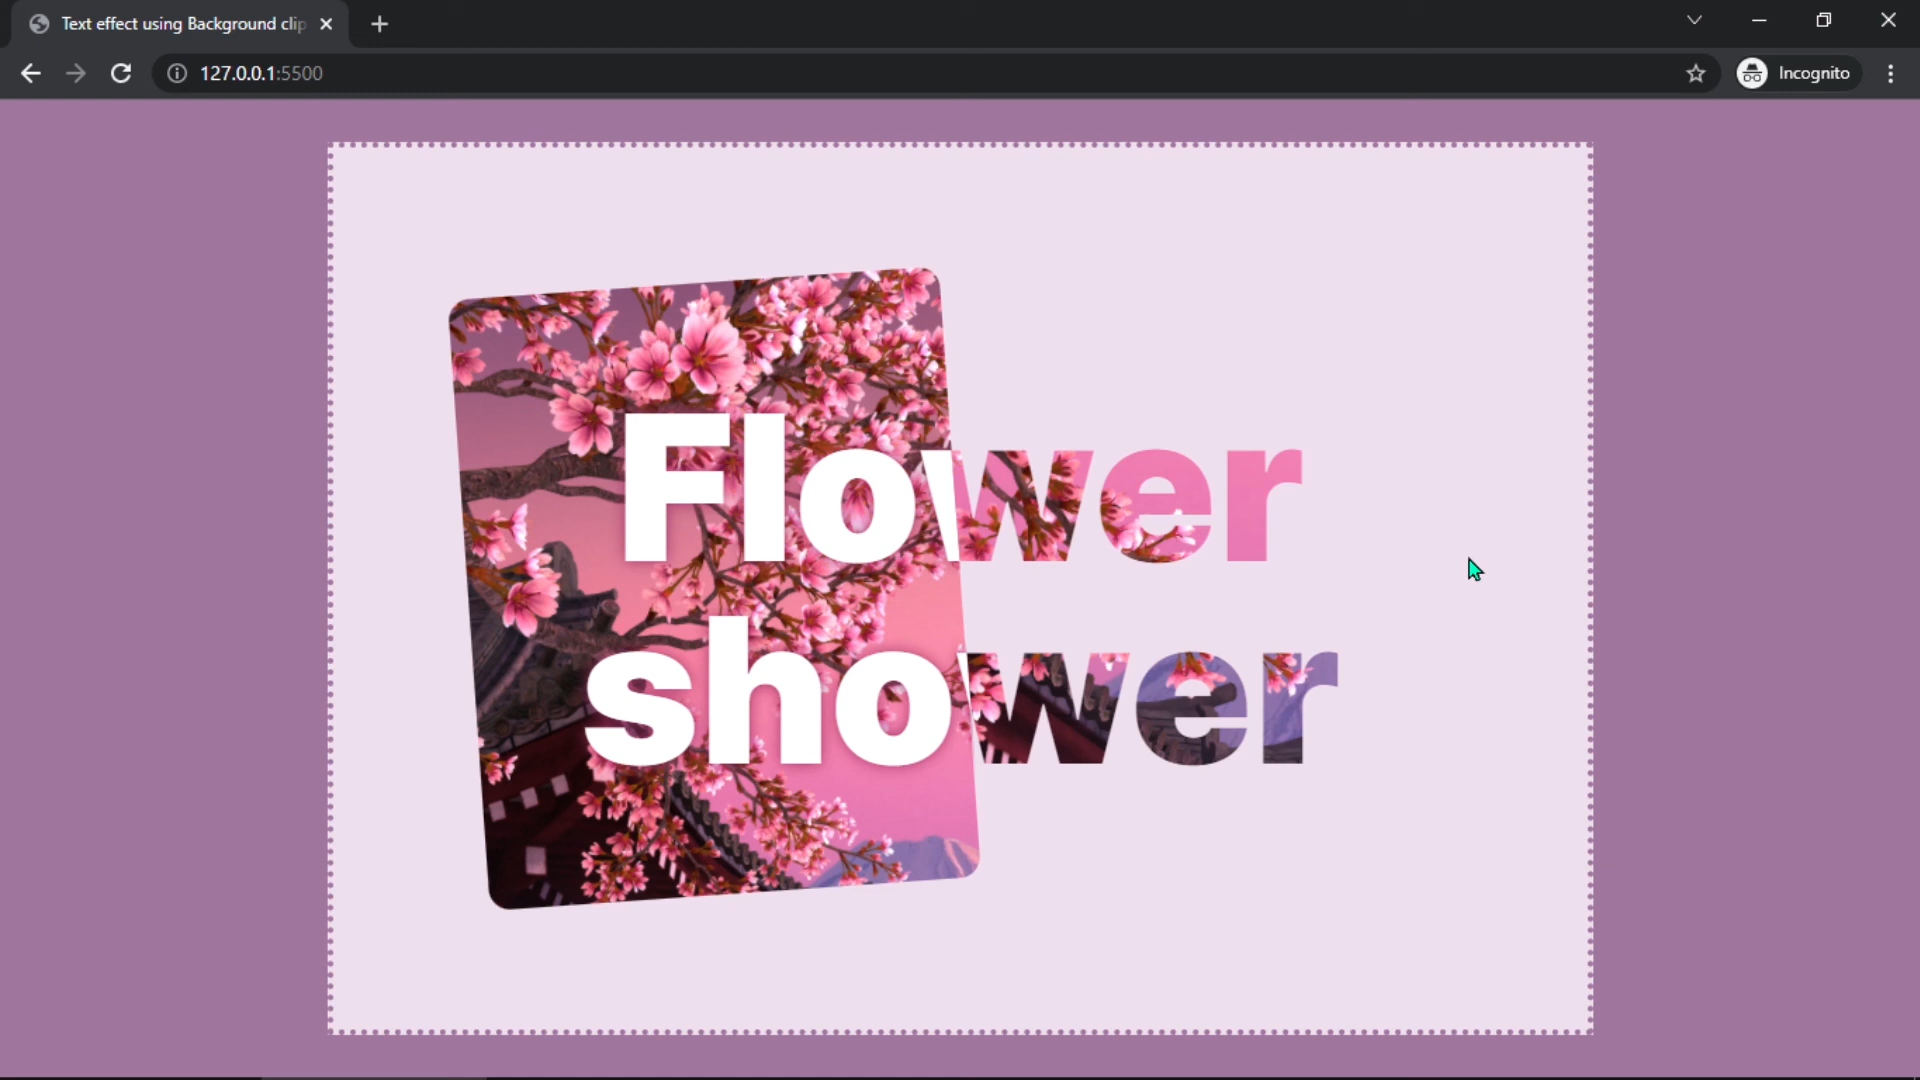 Text effect using Background clip
127.0.0.1:5500
Incognito
Flower
shower